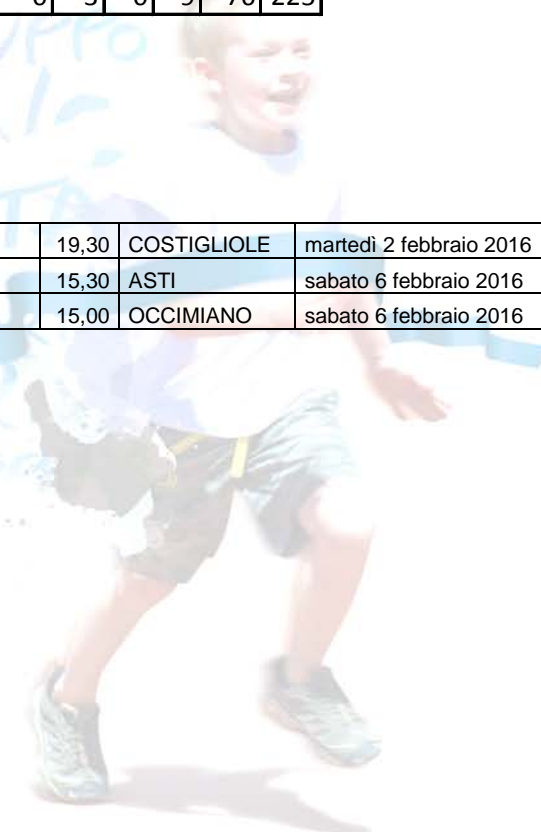 19,30 COSTIGLIOLE martedì 2 febbraio 2016
15,30 ASTI sabato 6 febbraio 2016
15,00 OCCIMIANO sabato 6 febbraio 2016